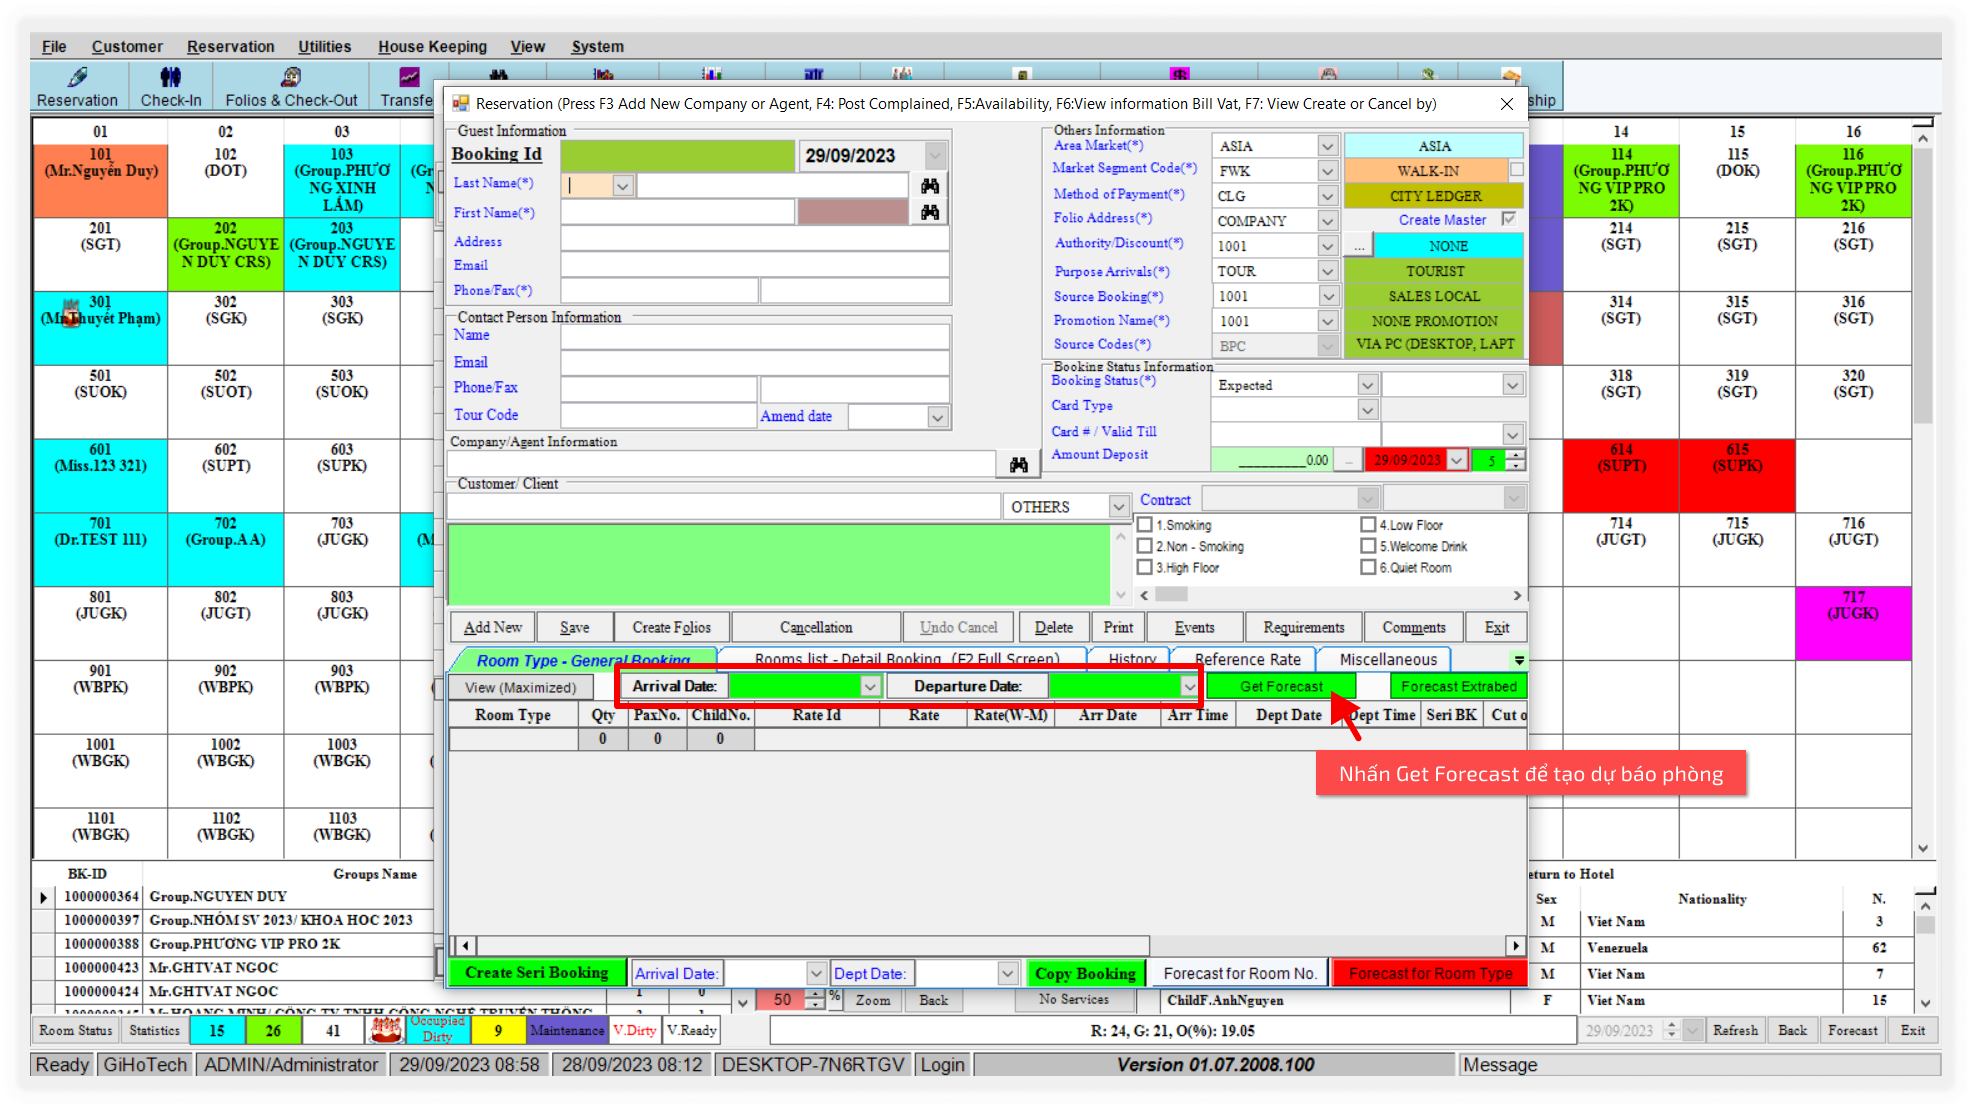 File Customer Reservation Utilities House Keeping View System
Reservation Check-In Folios & Check-Out Transfe ship
Reservation (Press F3 Add New Company or Agent, F4: Post Complained, F5:Availability, F6:View information Bill Vat, F7: View Create or Cancel by)
01 02 03 14 15 16
101 (Mr.Nguyễn Duy)
102 (DOT)
103 (Group.PHƯƠNG XINH LẮM)
114 (Group.PHƯƠNG VIP PRO 2K)
115 (DOK)
116 (Group.PHƯƠNG VIP PRO 2K)
201 (SGT)
202 (Group.NGUYEN DUY CRS)
203 (Group.NGUYEN DUY CRS)
214 (SGT)
215 (SGT)
216 (SGT)
301 (Mr.Thuyết Phạm)
302 (SGK)
303 (SGK)
314 (SGT)
315 (SGT)
316 (SGT)
501 (SUOK)
502 (SUOT)
503 (SUOK)
318 (SGT)
319 (SGT)
320 (SGT)
601 (Miss.123 321)
602 (SUPT)
603 (SUPK)
614 (SUPT)
615 (SUPK)
701 (Dr.TEST 111)
702 (Group.AA)
703 (JUGK)
714 (JUGT)
715 (JUGK)
716 (JUGT)
801 (JUGK)
802 (JUGT)
803 (JUGK)
717 (JUGK)
901 (WBPK)
902 (WBPK)
903 (WBPK)
1001 (WBGK)
1002 (WBGK)
1003 (WBGK)
1101 (WBGK)
1102 (WBGK)
1103 (WBGK)
Guest Information
Booking Id 29/09/2023
Last Name(*)
First Name(*)
Address
Email
Phone/Fax(*)
Contact Person Information
Name
Email
Phone/Fax
Tour Code Amend date
Company/Agent Information
Customer/ Client
OTHERS
Others Information
Area Market(*) ASIA ASIA
Market Segment Code(*) FWK WALK-IN
Method of Payment(*) CLG CITY LEDGER
Folio Address(*) COMPANY Create Master
Authority/Discount(*) 1001 ... NONE
Purpose Arrivals(*) TOUR TOURIST
Source Booking(*) 1001 SALES LOCAL
Promotion Name(*) 1001 NONE PROMOTION
Source Codes(*) BPC VIA PC (DESKTOP, LAPT
Booking Status Information
Booking Status(*) Expected
Card Type
Card # / Valid Till
Amount Deposit _________0.00 ... 29/09/2023 5
Contract
1.Smoking 4.Low Floor
2.Non - Smoking 5.Welcome Drink
3.High Floor 6.Quiet Room
Add New Save Create Folios Cancellation Undo Cancel Delete Print Events Requirements Comments Exit
Room Type - General Booking Rooms list - Detail Booking (F2 Full Screen) History Reference Rate Miscellaneous
View (Maximized) Arrival Date: Departure Date: Get Forecast Forecast Extrabed
Room Type Qty PaxNo. ChildNo. Rate Id Rate Rate(W-M) Arr Date Arr Time Dept Date Dept Time Seri BK Cut o
0 0 0
Nhấn Get Forecast để tạo dự báo phòng
Create Seri Booking Arrival Date: Dept Date: Copy Booking Forecast for Room No. Forecast for Room Type
BK-ID Groups Name
1000000364 Group.NGUYEN DUY
1000000397 Group.NHÓM SV 2023/ KHOA HOC 2023
1000000388 Group.PHƯƠNG VIP PRO 2K
1000000423 Mr.GHTVAT NGOC
1000000424 Mr.GHTVAT NGOC
1 0
50 % Zoom Back No Services ChildF.AnhNguyen
eturn to Hotel
Sex Nationality N.
M Viet Nam 3
M Venezuela 62
M Viet Nam 7
F Viet Nam 15
Room Status Statistics 15 26 41 Occupied Dirty 9 Maintenance V.Dirty V.Ready R: 24, G: 21, O(%): 19.05 29/09/2023 Refresh Back Forecast Exit
Ready GiHoTech ADMIN/Administrator 29/09/2023 08:58 28/09/2023 08:12 DESKTOP-7N6RTGV Login Version 01.07.2008.100 Message